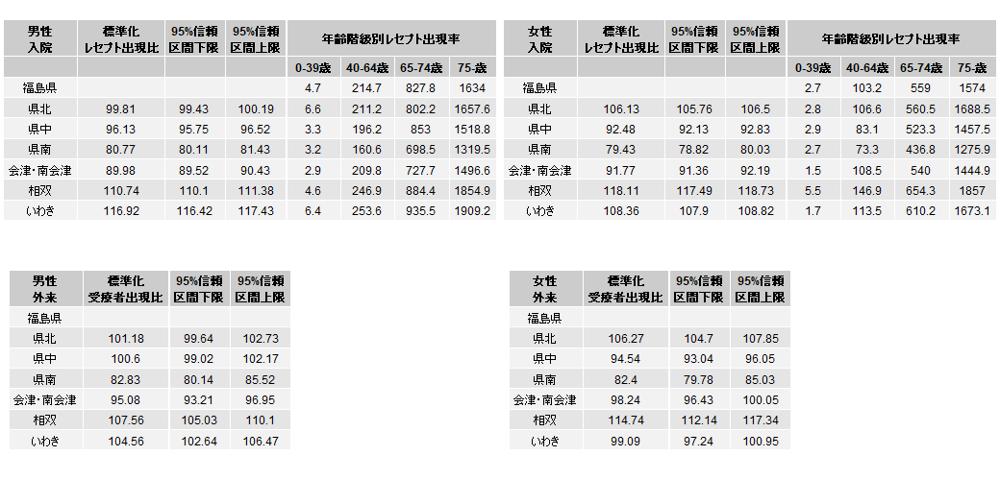 男性 標準化 95%信頼 95%信頼 年齢階級別レセプト出現率
入院 レセプト出現比 区間下限 区間上限
0-39歳 40-64歳 65-74歳 75-歳
福島県 4.7 214.7 827.8 1634
県北 99.81 99.43 100.19 6.6 211.2 802.2 1657.6
県中 96.13 95.75 96.52 3.3 196.2 853 1518.8
県南 80.77 80.11 81.43 3.2 160.6 698.5 1319.5
会津・南会津 89.98 89.52 90.43 2.9 209.8 727.7 1496.6
相双 110.74 110.1 111.38 4.6 246.9 884.4 1854.9
いわき 116.92 116.42 117.43 6.4 253.6 935.5 1909.2
女性 標準化 95%信頼 95%信頼 年齢階級別レセプト出現率
入院 レセプト出現比 区間下限 区間上限
0-39歳 40-64歳 65-74歳 75-歳
福島県 2.7 103.2 559 1574
県北 106.13 105.76 106.5 2.8 106.6 560.5 1688.5
県中 92.48 92.13 92.83 2.9 83.1 523.3 1457.5
県南 79.43 78.82 80.03 2.7 73.3 436.8 1275.9
会津・南会津 91.77 91.36 92.19 1.5 108.5 540 1444.9
相双 118.11 117.49 118.73 5.5 146.9 654.3 1857
いわき 108.36 107.9 108.82 1.7 113.5 610.2 1673.1
男性 標準化 95%信頼 95%信頼
外来 受療者出現比 区間下限 区間上限
福島県
県北 101.18 99.64 102.73
県中 100.6 99.02 102.17
県南 82.83 80.14 85.52
会津・南会津 95.08 93.21 96.95
相双 107.56 105.03 110.1
いわき 104.56 102.64 106.47
女性 標準化 95%信頼 95%信頼
外来 受療者出現比 区間下限 区間上限
福島県
県北 106.27 104.7 107.85
県中 94.54 93.04 96.05
県南 82.4 79.78 85.03
会津・南会津 98.24 96.43 100.05
相双 114.74 112.14 117.34
いわき 99.09 97.24 100.95